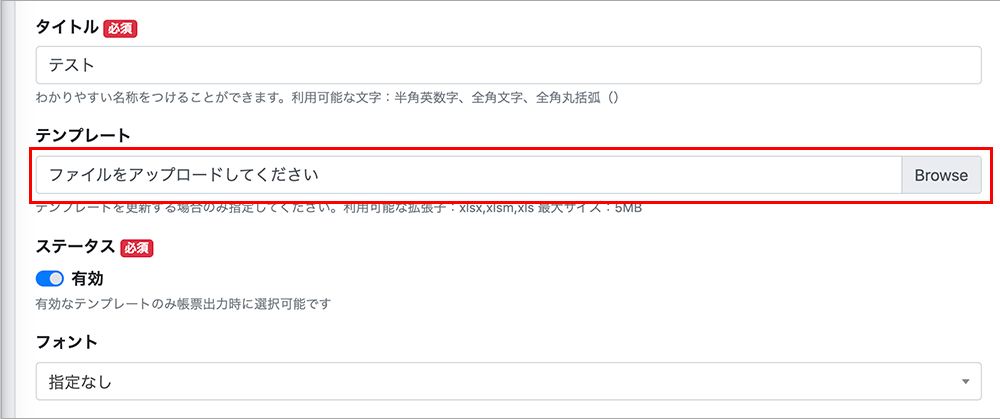 タイトル 必須
テスト
わかりやすい名称をつけることができます。利用可能な文字：半角英数字、全角文字、全角丸括弧（）
テンプレート
ファイルをアップロードしてください Browse
テンプレートを更新する場合のみ指定してください。利用可能な拡張子：xlsx,xlsm,xls 最大サイズ：5MB
ステータス 必須
有効
有効なテンプレートのみ帳票出力時に選択可能です
フォント
指定なし